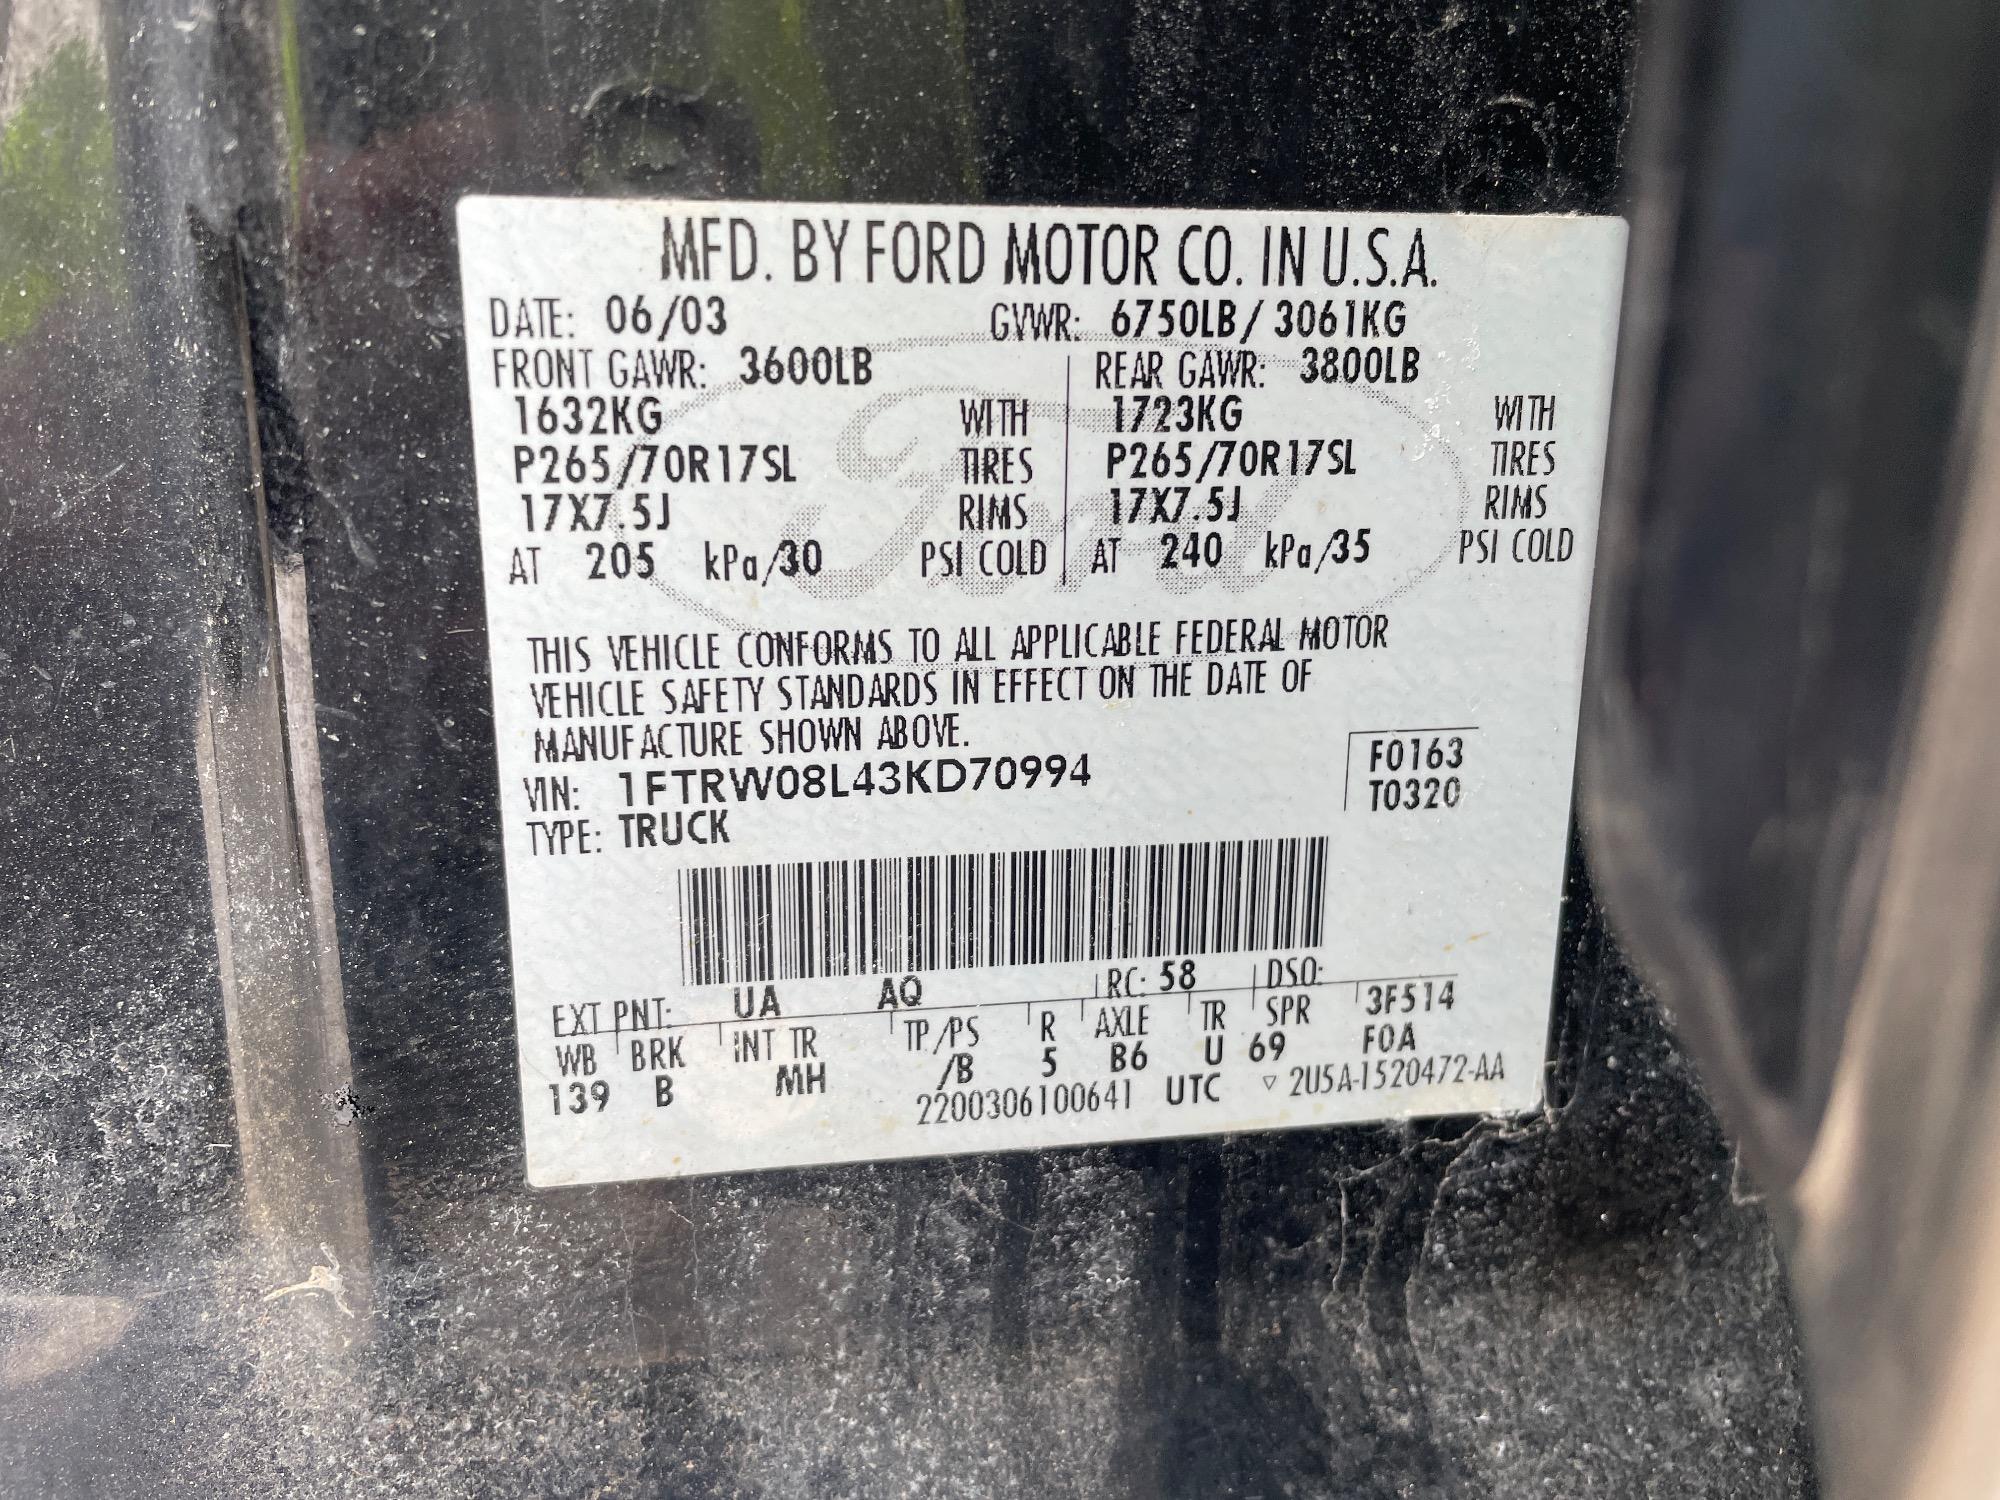 MFD. BY FORD MOTOR CO. IN U.S.A.
DATE: 06/03 GVWR: 6750LB/ 3061KG
FRONT GAWR: 3600LB REAR GAWR: 3800LB
1632KG WITH 1723KG WITH
P265/70R17SL TIRES P265/70R17SL TIRES
17X7.5J RIMS 17X7.5J RIMS
AT 205 kPa/30 PSI COLD AT 240 kPa/35 PSI COLD
Ford
THIS VEHICLE CONFORMS TO ALL APPLICABLE FEDERAL MOTOR
VEHICLE SAFETY STANDARDS IN EFFECT ON THE DATE OF
MANUFACTURE SHOWN ABOVE.
VIN: 1FTRW08L43KD70994 F0163
TYPE: TRUCK T0320
EXT PNT: UA AQ RC: 58 DSO:
WB BRK INT TR TP/PS R AXLE TR SPR 3F514
139 B MH /B 5 B6 U 69 F0A
2200306100641 UTC ▽ 2U5A-1520472-AA